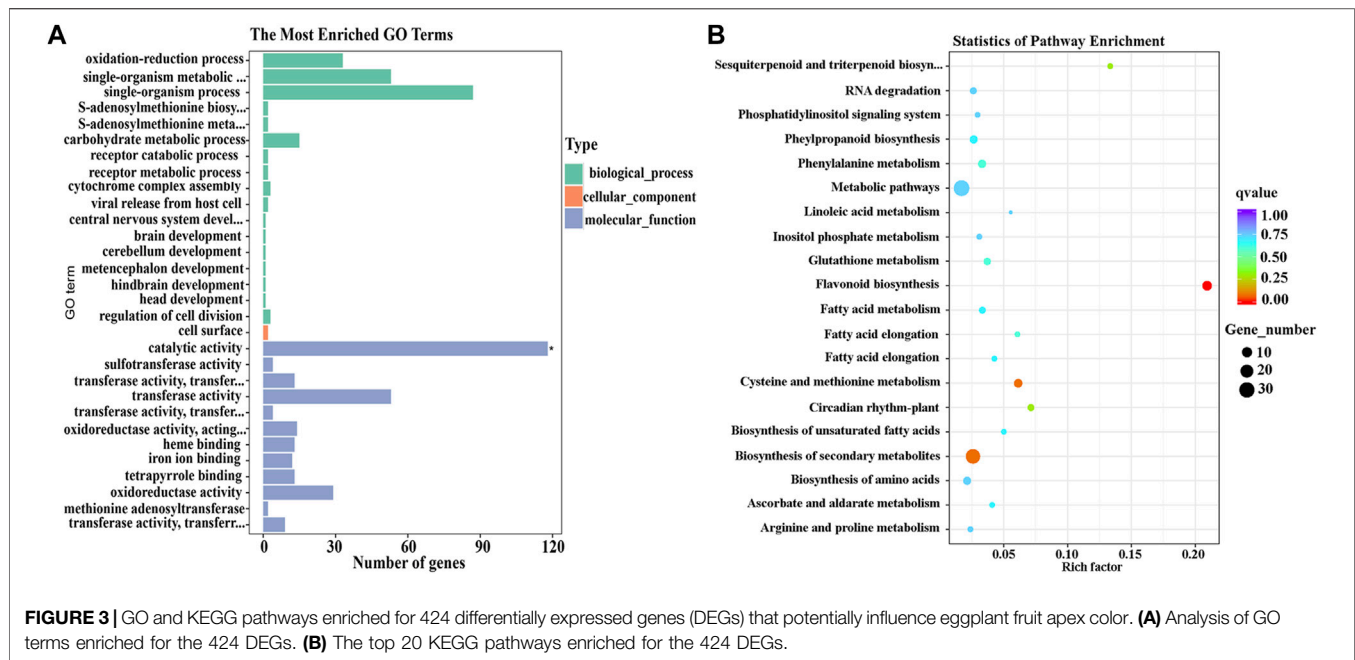 A
The Most Enriched GO Terms
oxidation-reduction process
single-organism metabolic ...
single-organism process
S-adenosylmethionine biosy...
S-adenosylmethionine meta...
carbohydrate metabolic process
receptor catabolic process
receptor metabolic process
cytochrome complex assembly
viral release from host cell
central nervous system devel...
brain development
cerebellum development
metencephalon development
hindbrain development
head development
regulation of cell division
cell surface
catalytic activity
sulfotransferase activity
transferase activity, transfer...
transferase activity
transferase activity, transfer...
oxidoreductase activity, acting...
heme binding
iron ion binding
tetrapyrrole binding
oxidoreductase activity
methionine adenosyltransferase
transferase activity, transferr...
GO term
*
0 30 60 90 120
Number of genes
Type
biological_process
cellular_component
molecular_function
B
Statistics of Pathway Enrichment
Sesquiterpenoid and triterpenoid biosyn...
RNA degradation
Phosphatidylinositol signaling system
Pheylpropanoid biosynthesis
Phenylalanine metabolism
Metabolic pathways
Linoleic acid metabolism
Inositol phosphate metabolism
Glutathione metabolism
Flavonoid biosynthesis
Fatty acid metabolism
Fatty acid elongation
Fatty acid elongation
Cysteine and methionine metabolism
Circadian rhythm-plant
Biosynthesis of unsaturated fatty acids
Biosynthesis of secondary metabolites
Biosynthesis of amino acids
Ascorbate and aldarate metabolism
Arginine and proline metabolism
0.05 0.10 0.15 0.20
Rich factor
qvalue
1.00
0.75
0.50
0.25
0.00
Gene_number
10
20
30
FIGURE 3 | GO and KEGG pathways enriched for 424 differentially expressed genes (DEGs) that potentially influence eggplant fruit apex color. (A) Analysis of GO
terms enriched for the 424 DEGs. (B) The top 20 KEGG pathways enriched for the 424 DEGs.